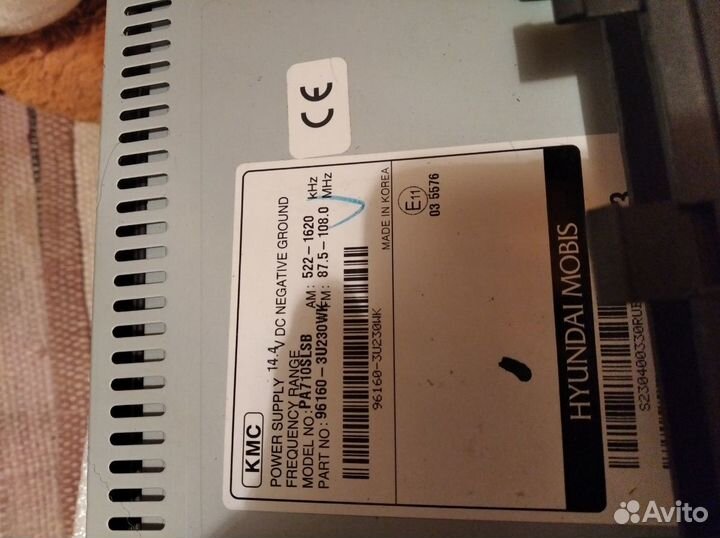 CE
KMC
POWER SUPPLY 14.4 V DC NEGATIVE GROUND
FREQUENCY RANGE AM: 522-1620 kHz
FM: 87.5-108.0 MHz
MODEL NO: PA710SLSB
PART NO: 96160-3U230WK
96160-3U230WK
MADE IN KOREA
E11
03 5576
HYUNDAI MOBIS
Avito